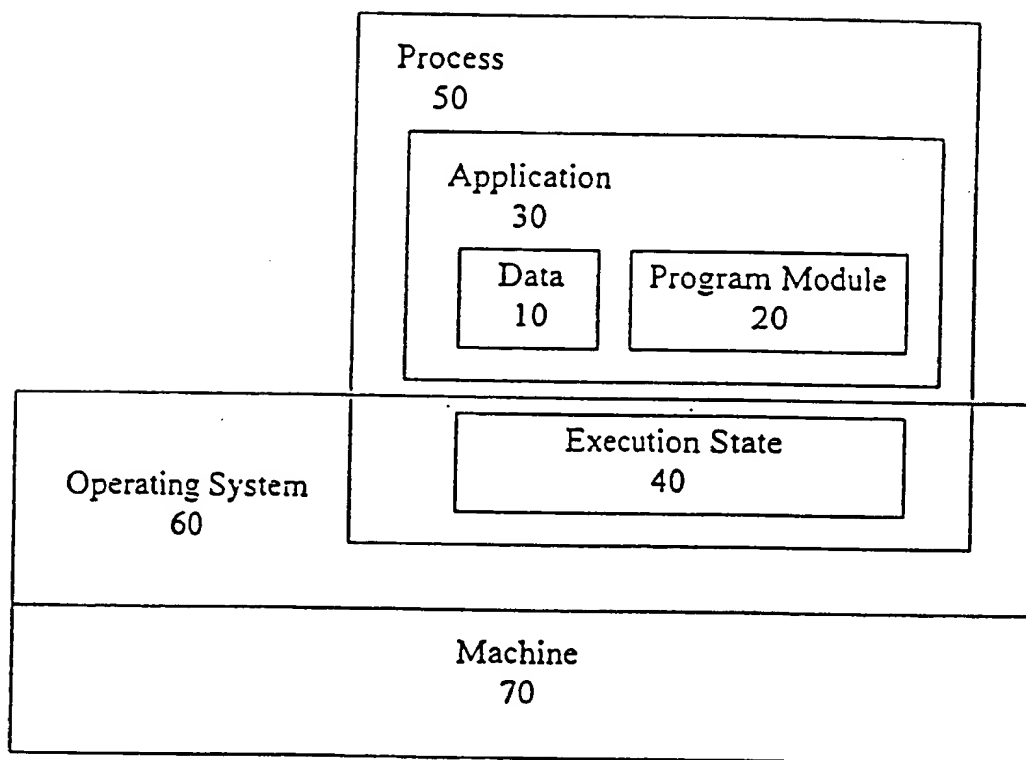 Process
50
Application
30
Data
10
Program Module
20
Execution State
40
Operating System
60
Machine
70